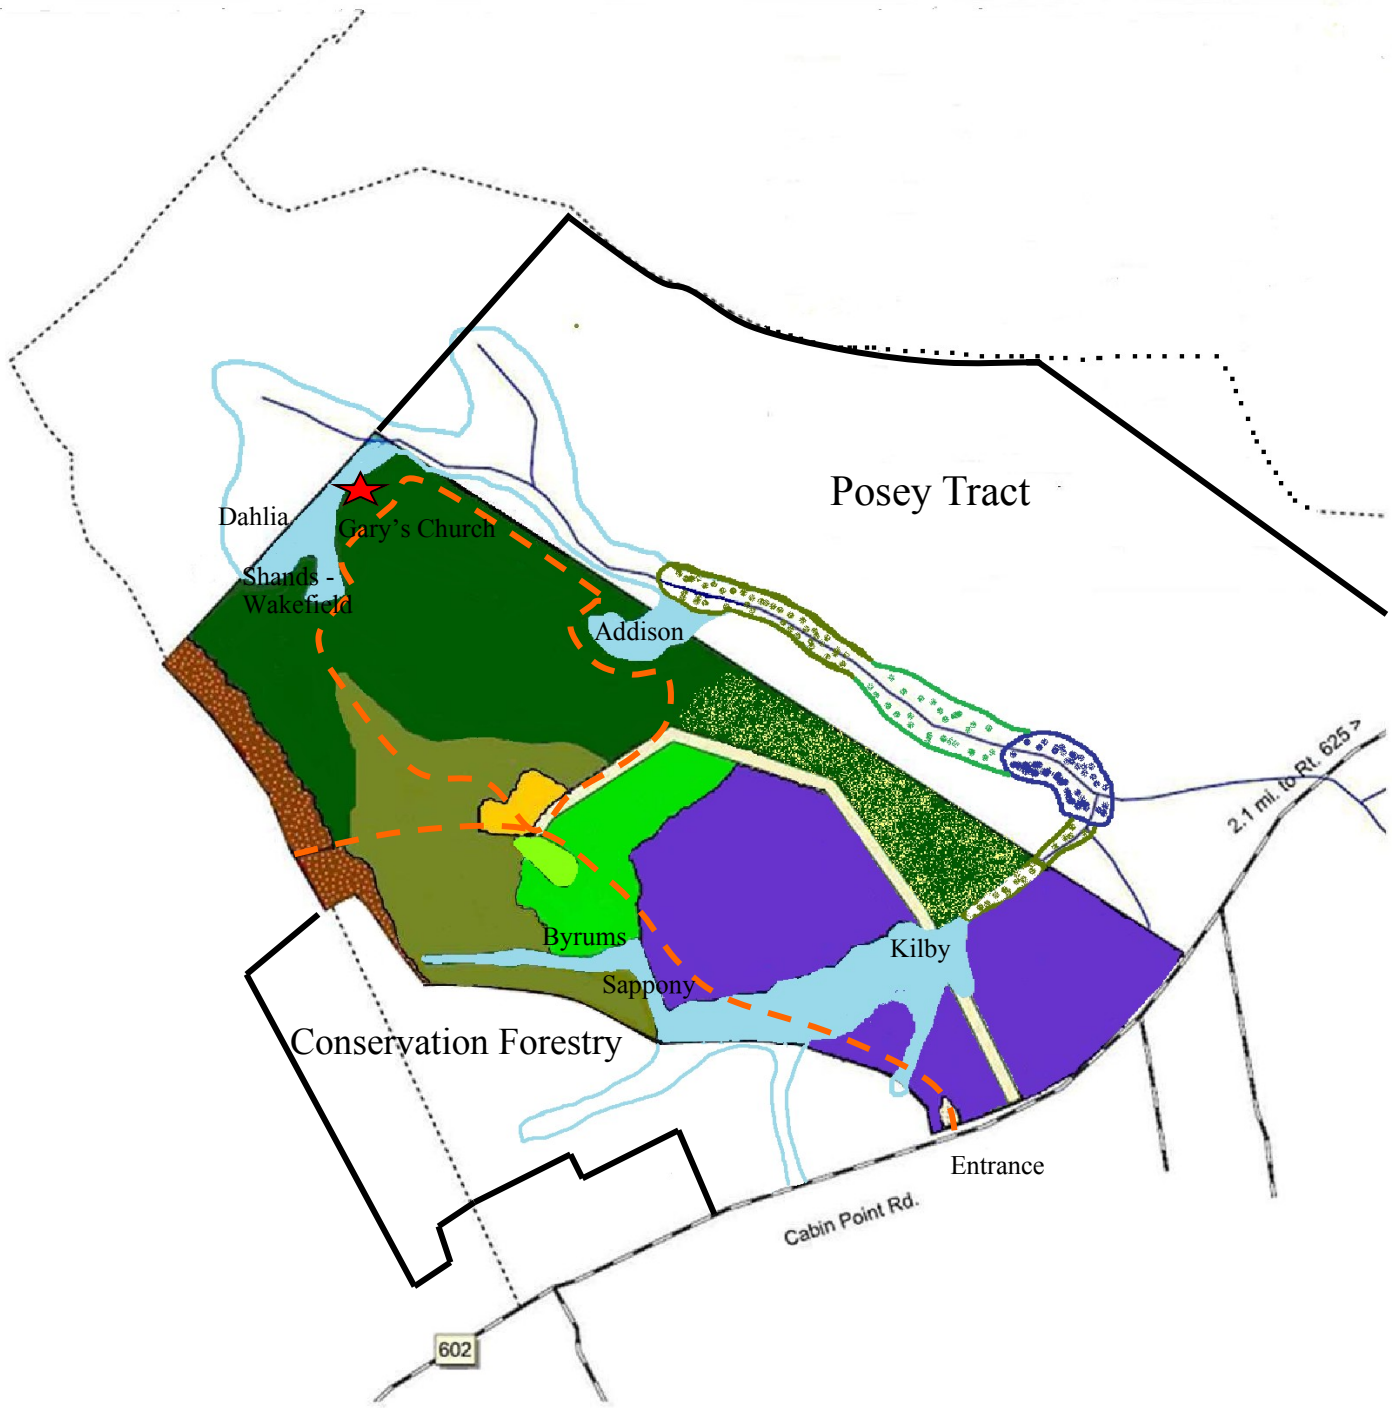 Posey Tract
Dahlia
Gary's Church
Shands -
Wakefield
Addison
2.1 mi. to Rt. 625 >
Byrums
Kilby
Sappony
Conservation Forestry
Entrance
Cabin Point Rd.
602